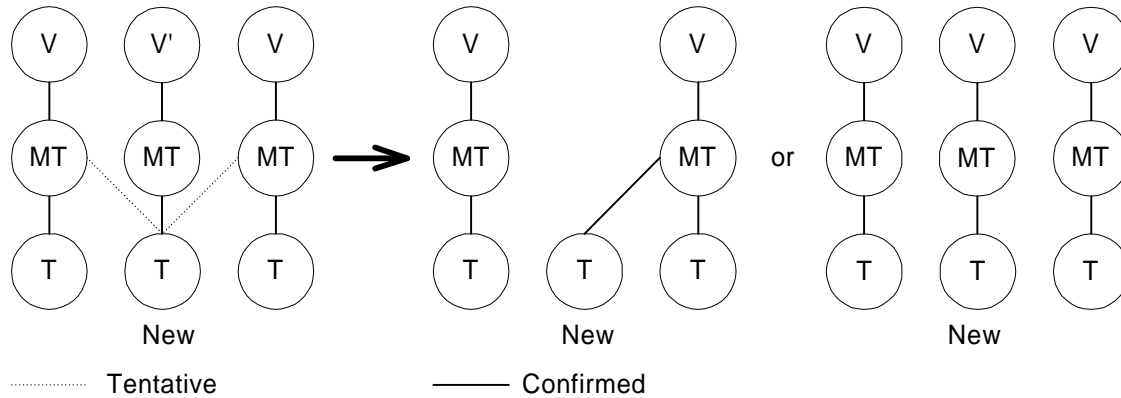 V V' V V V V V V
MT MT MT MT MT or MT MT MT
T T T T T T T T T
New New New
Tentative Confirmed